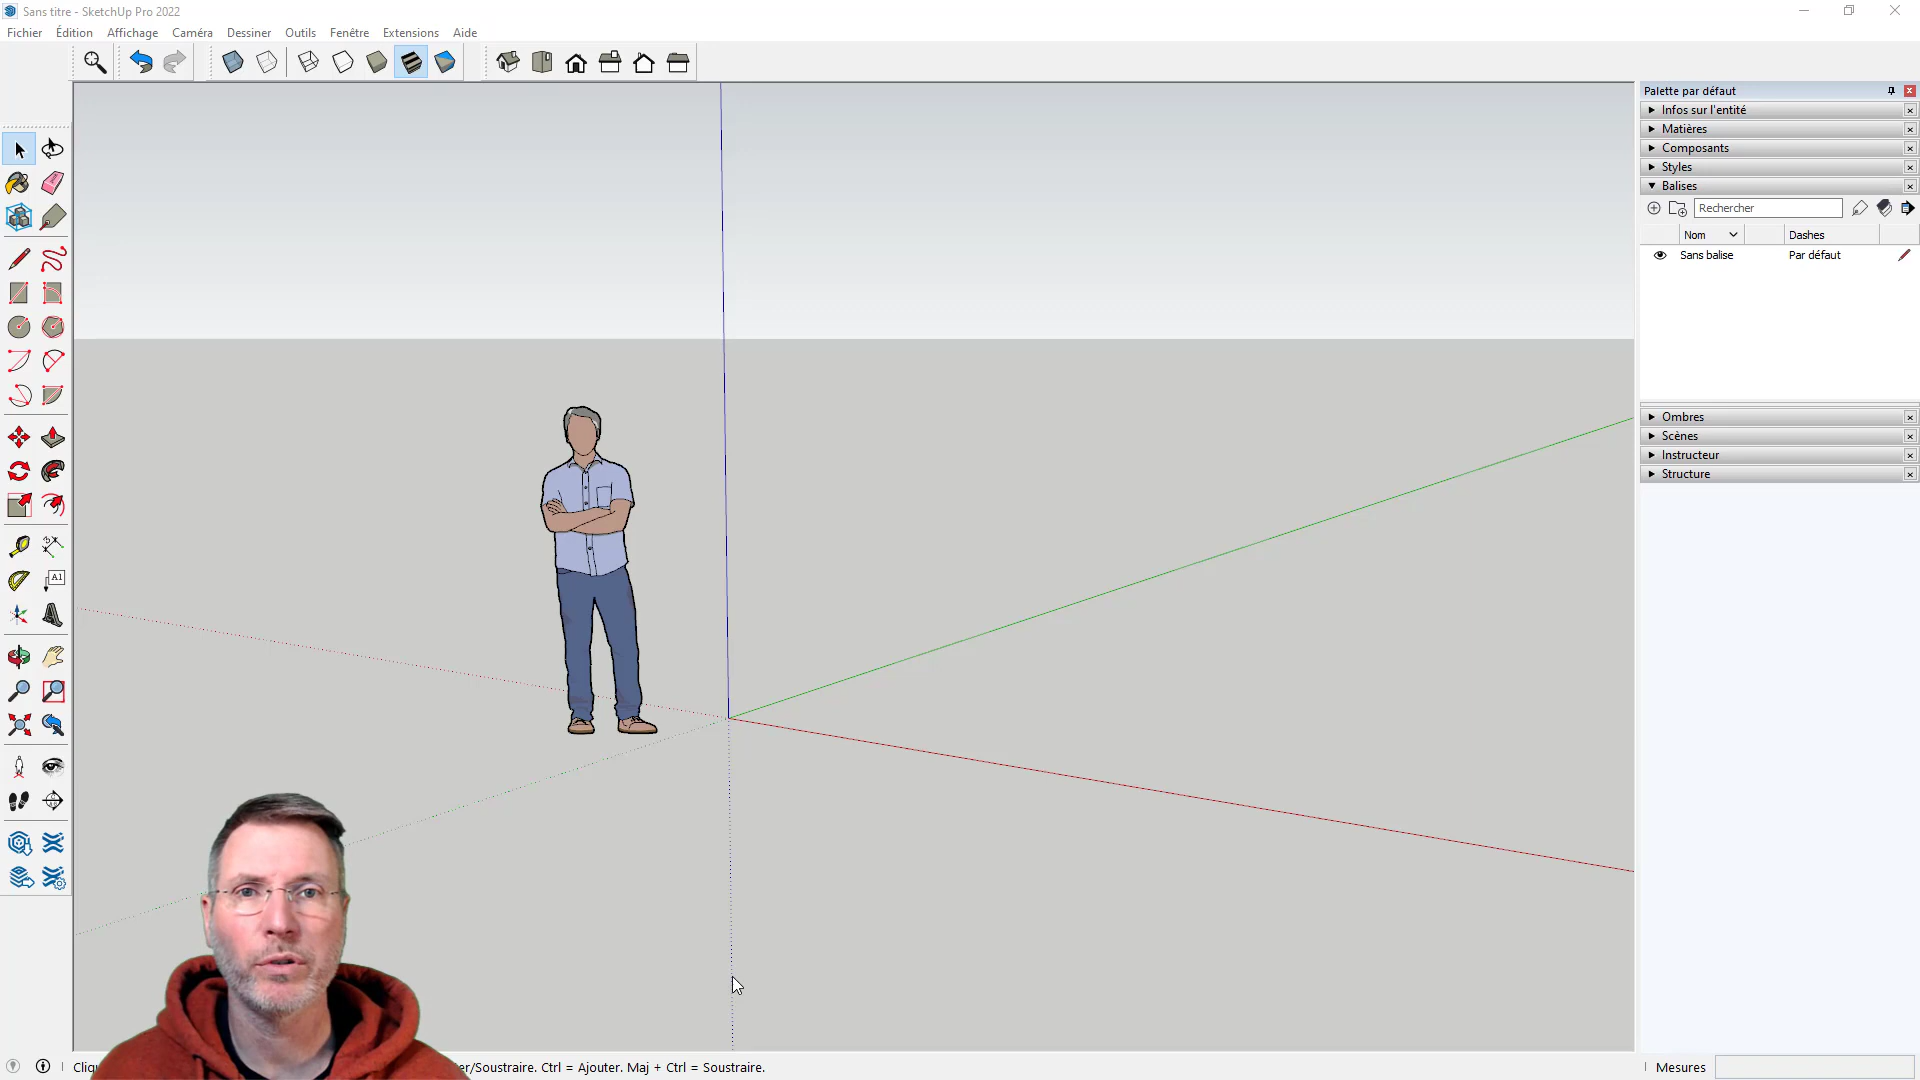 Sans titre - SketchUp Pro 2022
Fichier Édition Affichage Caméra Dessiner Outils Fenêtre Extensions Aide
Palette par défaut
Infos sur l'entité
Matières
Composants
Styles
Balises
Rechercher
Nom Dashes
Sans balise Par défaut
Ombres
Scènes
Instructeur
Structure
A1
er/Soustraire. Ctrl = Ajouter. Maj + Ctrl = Soustraire.
Mesures